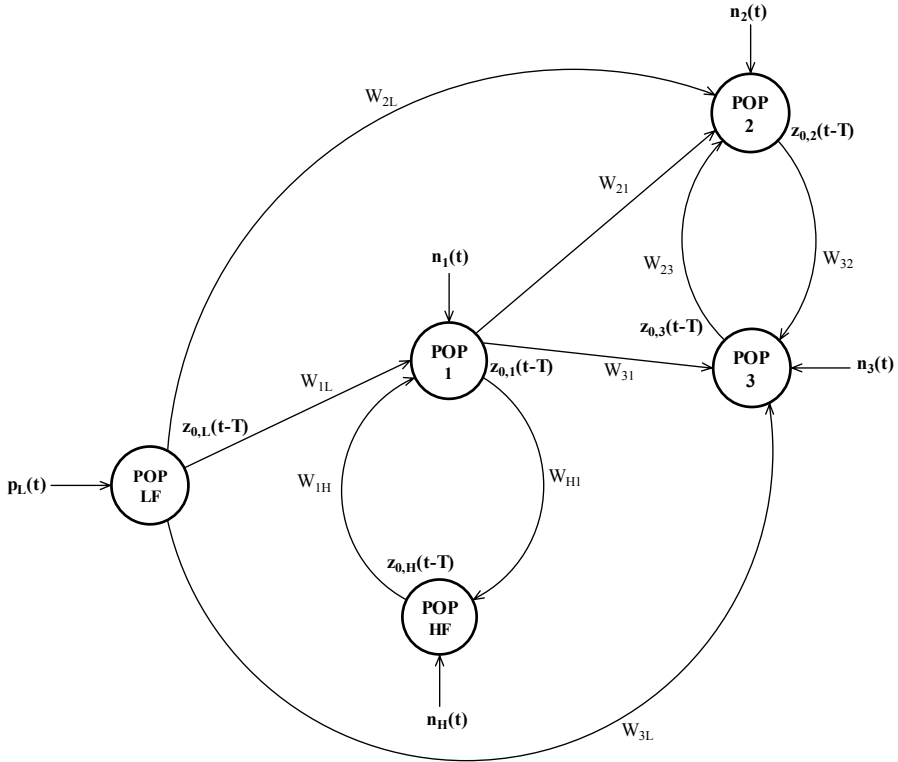 n2(t)
W2L
POP
2
z0,2(t-T)
W21
W23
W32
n1(t)
z0,3(t-T)
POP
1
z0,1(t-T)
W31
POP
3
n3(t)
W1L
z0,L(t-T)
W1H
WH1
pL(t)
POP
LF
z0,H(t-T)
POP
HF
nH(t)
W3L